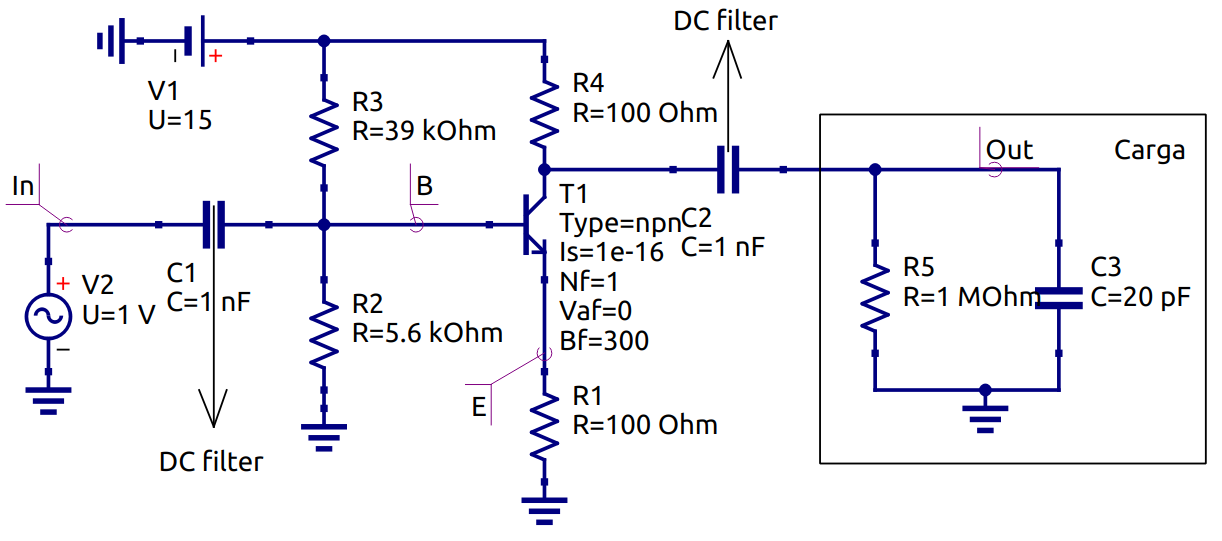 DC filter
V1
U=15
R3
R=39 kOhm
R4
R=100 Ohm
Out
Carga
In
B
T1
Type=npn
Is=1e-16
Nf=1
Vaf=0
Bf=300
C2
C=1 nF
V2
U=1 V
C1
C=1 nF
R2
R=5.6 kOhm
R5
R=1 MOhm
C3
C=20 pF
E
R1
R=100 Ohm
DC filter